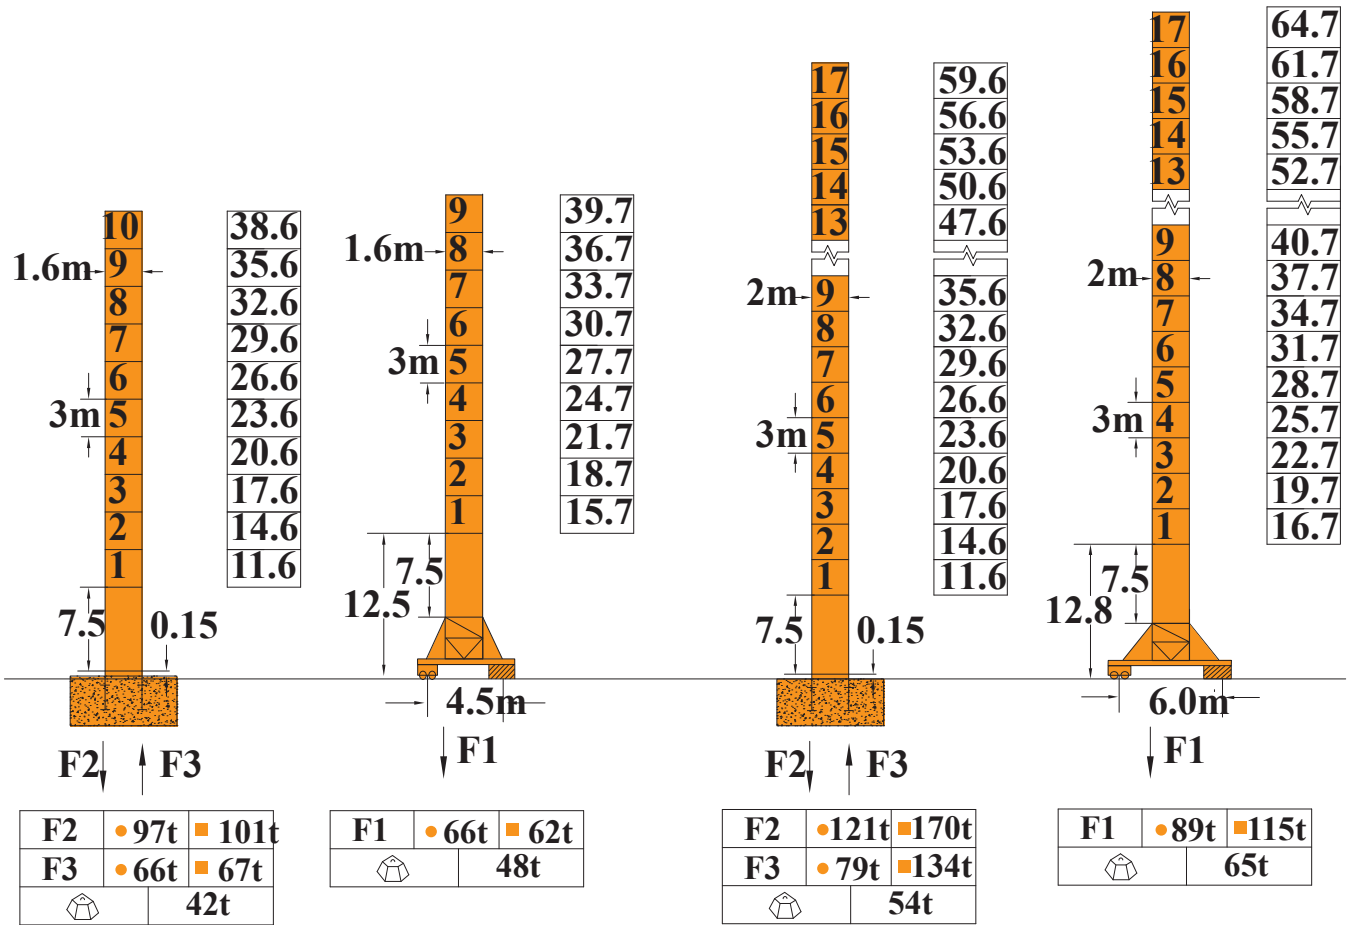 10 38.6
1.6m 9 35.6
8 32.6
7 29.6
6 26.6
3m 5 23.6
4 20.6
3 17.6
2 14.6
1 11.6
7.5 0.15
F2 F3
F2 97t 101t
F3 66t 67t
42t
9 39.7
1.6m 8 36.7
7 33.7
6 30.7
3m 5 27.7
4 24.7
3 21.7
2 18.7
1 15.7
7.5
12.5
4.5m
F1
F1 66t 62t
48t
17 59.6
16 56.6
15 53.6
14 50.6
13 47.6
2m 9 35.6
8 32.6
7 29.6
6 26.6
3m 5 23.6
4 20.6
3 17.6
2 14.6
1 11.6
7.5 0.15
F2 F3
F2 121t 170t
F3 79t 134t
54t
17 64.7
16 61.7
15 58.7
14 55.7
13 52.7
9 40.7
2m 8 37.7
7 34.7
6 31.7
5 28.7
3m 4 25.7
3 22.7
2 19.7
1 16.7
7.5
12.8
6.0m
F1
F1 89t 115t
65t